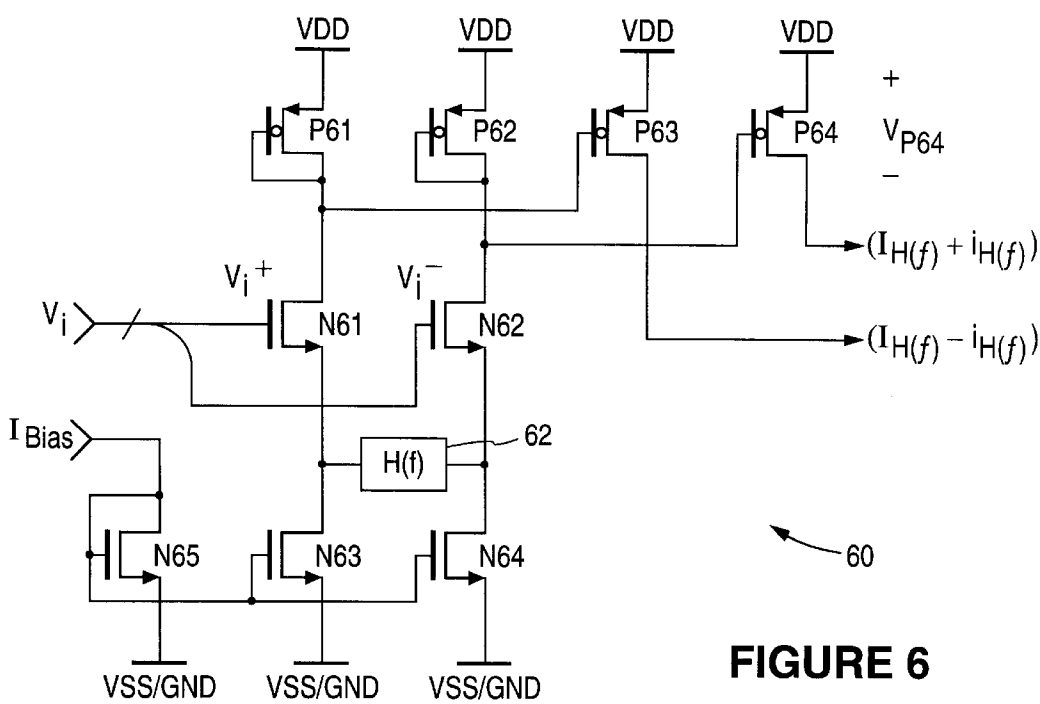 VDD VDD VDD VDD
P61 P62 P63 P64
+
V_P64
−
(I_H(f) + i_H(f))
V_i^+ V_i^−
V_i N61 N62
(I_H(f) − i_H(f))
I_Bias
62
H(f)
N65 N63 N64
60
VSS/GND VSS/GND VSS/GND
FIGURE 6